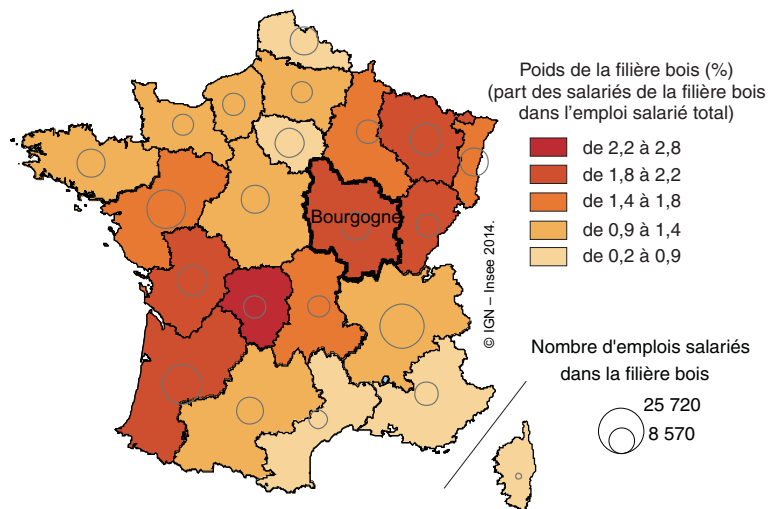 Poids de la filière bois (%)
(part des salariés de la filière bois
dans l'emploi salarié total)
de 2,2 à 2,8
de 1,8 à 2,2
de 1,4 à 1,8
de 0,9 à 1,4
de 0,2 à 0,9
Bourgogne
© IGN – Insee 2014.
Nombre d'emplois salariés
dans la filière bois
25 720
8 570